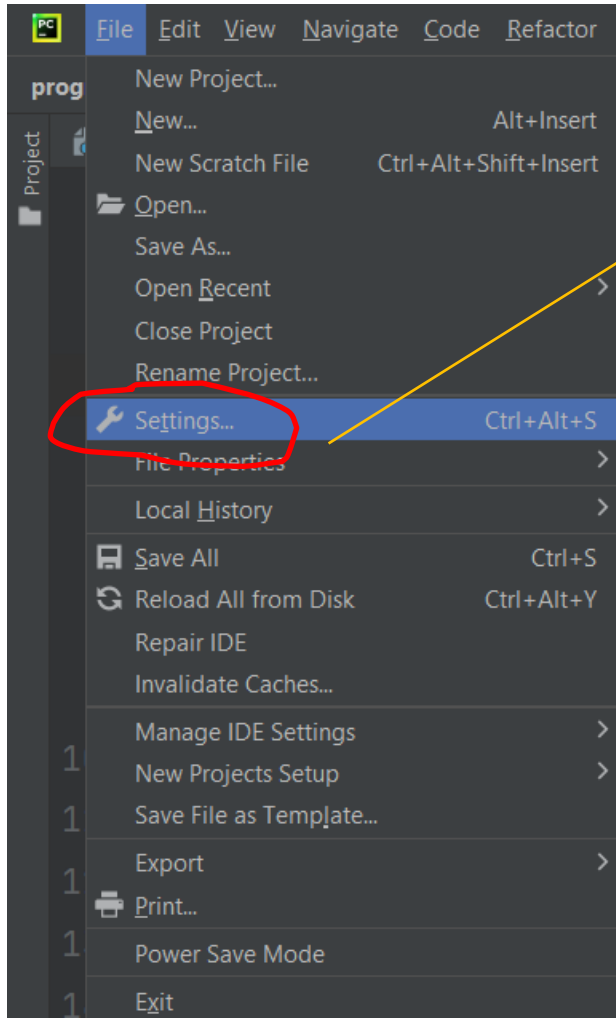 PC
File Edit View Navigate Code Refactor
prog
Project
New Project...
New... Alt+Insert
New Scratch File Ctrl+Alt+Shift+Insert
Open...
Save As...
Open Recent
Close Project
Rename Project...
Settings... Ctrl+Alt+S
File Properties
Local History
Save All Ctrl+S
Reload All from Disk Ctrl+Alt+Y
Repair IDE
Invalidate Caches...
Manage IDE Settings
New Projects Setup
Save File as Template...
Export
Print...
Power Save Mode
Exit